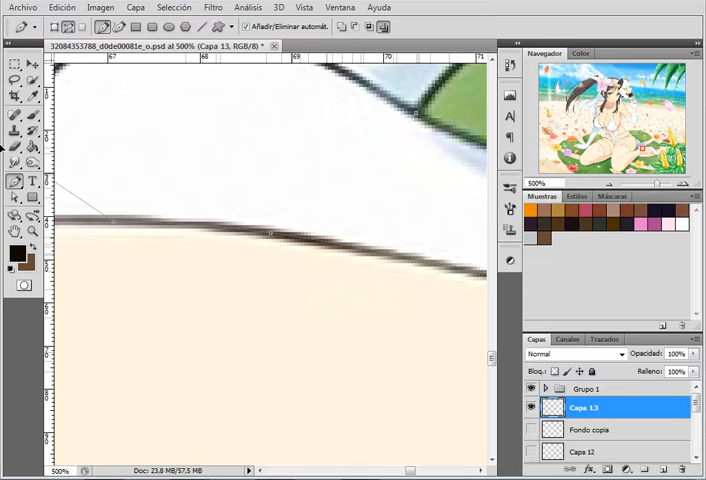 Archivo Edición Imagen Capa Selección Filtro Análisis 3D Vista Ventana Ayuda
Añadir/Eliminar automát.
32084353788_d0de00081e_o.psd al 500% (Capa 13, RGB/8) *
67 68 69 70 71
Navegador Color
500%
Muestras Estilos Máscaras
Capas Canales Trazados
Normal Opacidad: 100%
Bloq.: Relleno: 100%
Grupo 1
Capa 13
Fondo copia
Capa 12
500% Doc: 23,8 MB/57,5 MB